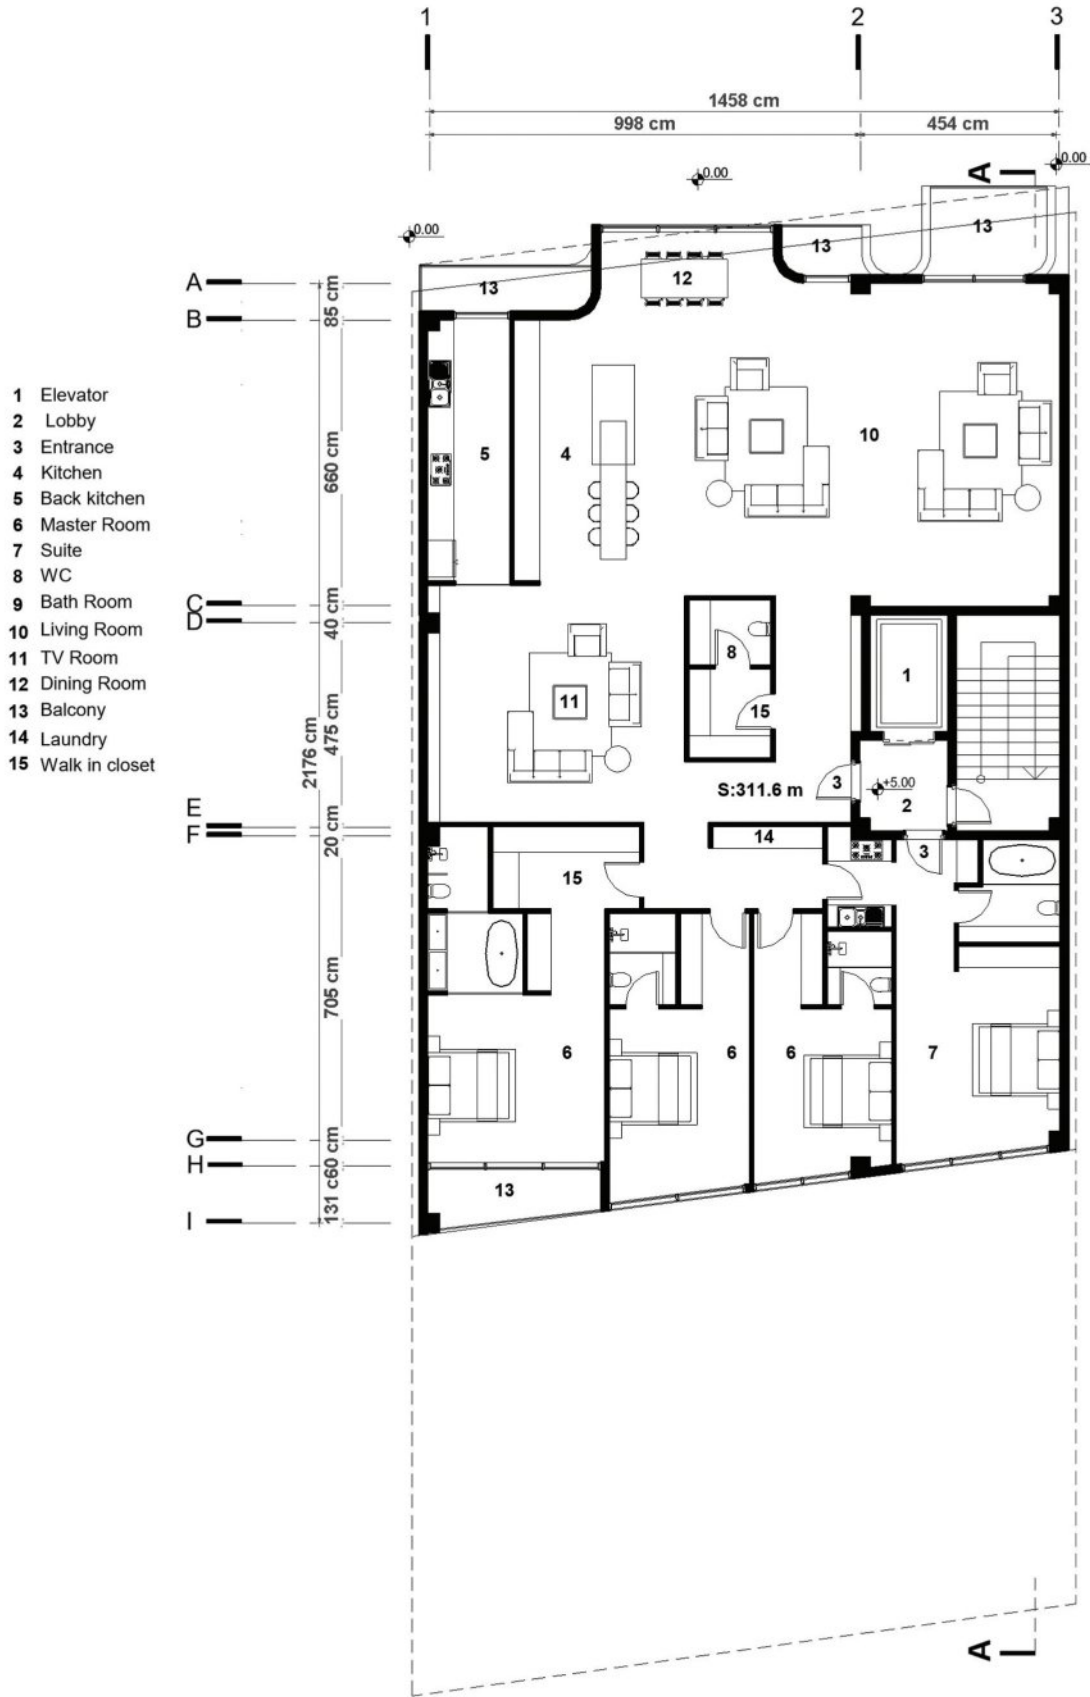 1 2 3
1458 cm
998 cm 454 cm
0.00
0.00
0.00
A
13
13
12
13
A
B
C
D
E
F
G
H
I
85 cm
660 cm
40 cm
475 cm
2176 cm
20 cm
705 cm
60 cm
131 c
1 Elevator
2 Lobby
3 Entrance
4 Kitchen
5 Back kitchen
6 Master Room
7 Suite
8 WC
9 Bath Room
10 Living Room
11 TV Room
12 Dining Room
13 Balcony
14 Laundry
15 Walk in closet
5 4 10
8
1
11 15
S:311.6 m 3 +5.00
2
14 3
15
6 6 6 7
13
A